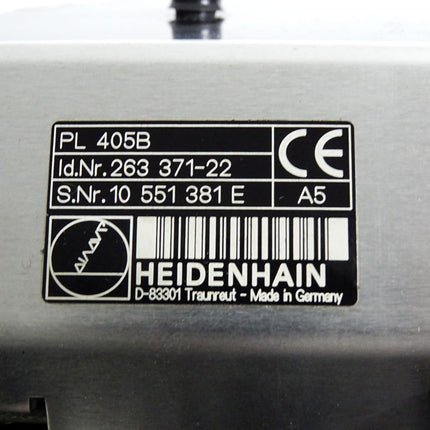 PL 405B
CE
Id.Nr. 263 371-22
S.Nr. 10 551 381 E A5
HEIDENHAIN
D-83301 Traunreut - Made in Germany